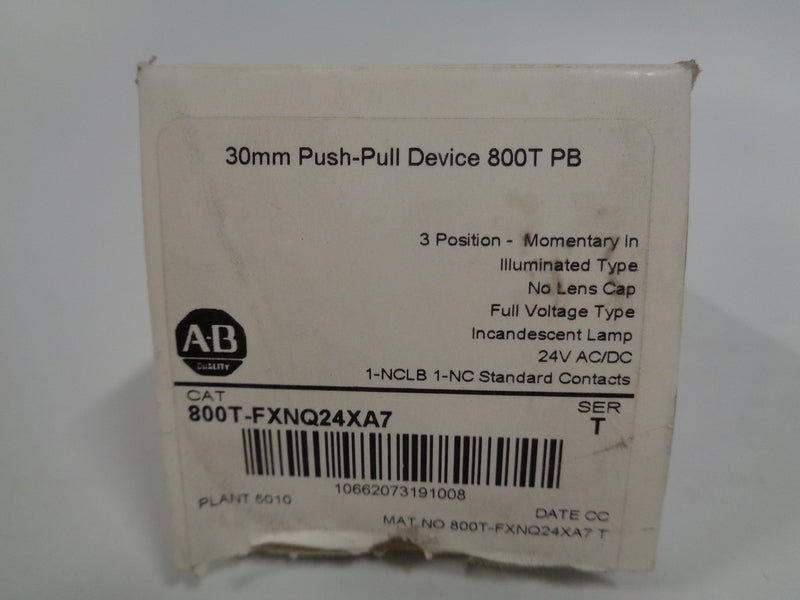 30mm Push-Pull Device 800T PB
3 Position - Momentary In
Illuminated Type
No Lens Cap
Full Voltage Type
Incandescent Lamp
24V AC/DC
1-NCLB 1-NC Standard Contacts
A-B
QUALITY
CAT
800T-FXNQ24XA7
SER
T
10662073191008
PLANT 5010
DATE CC
MAT NO 800T-FXNQ24XA7 T